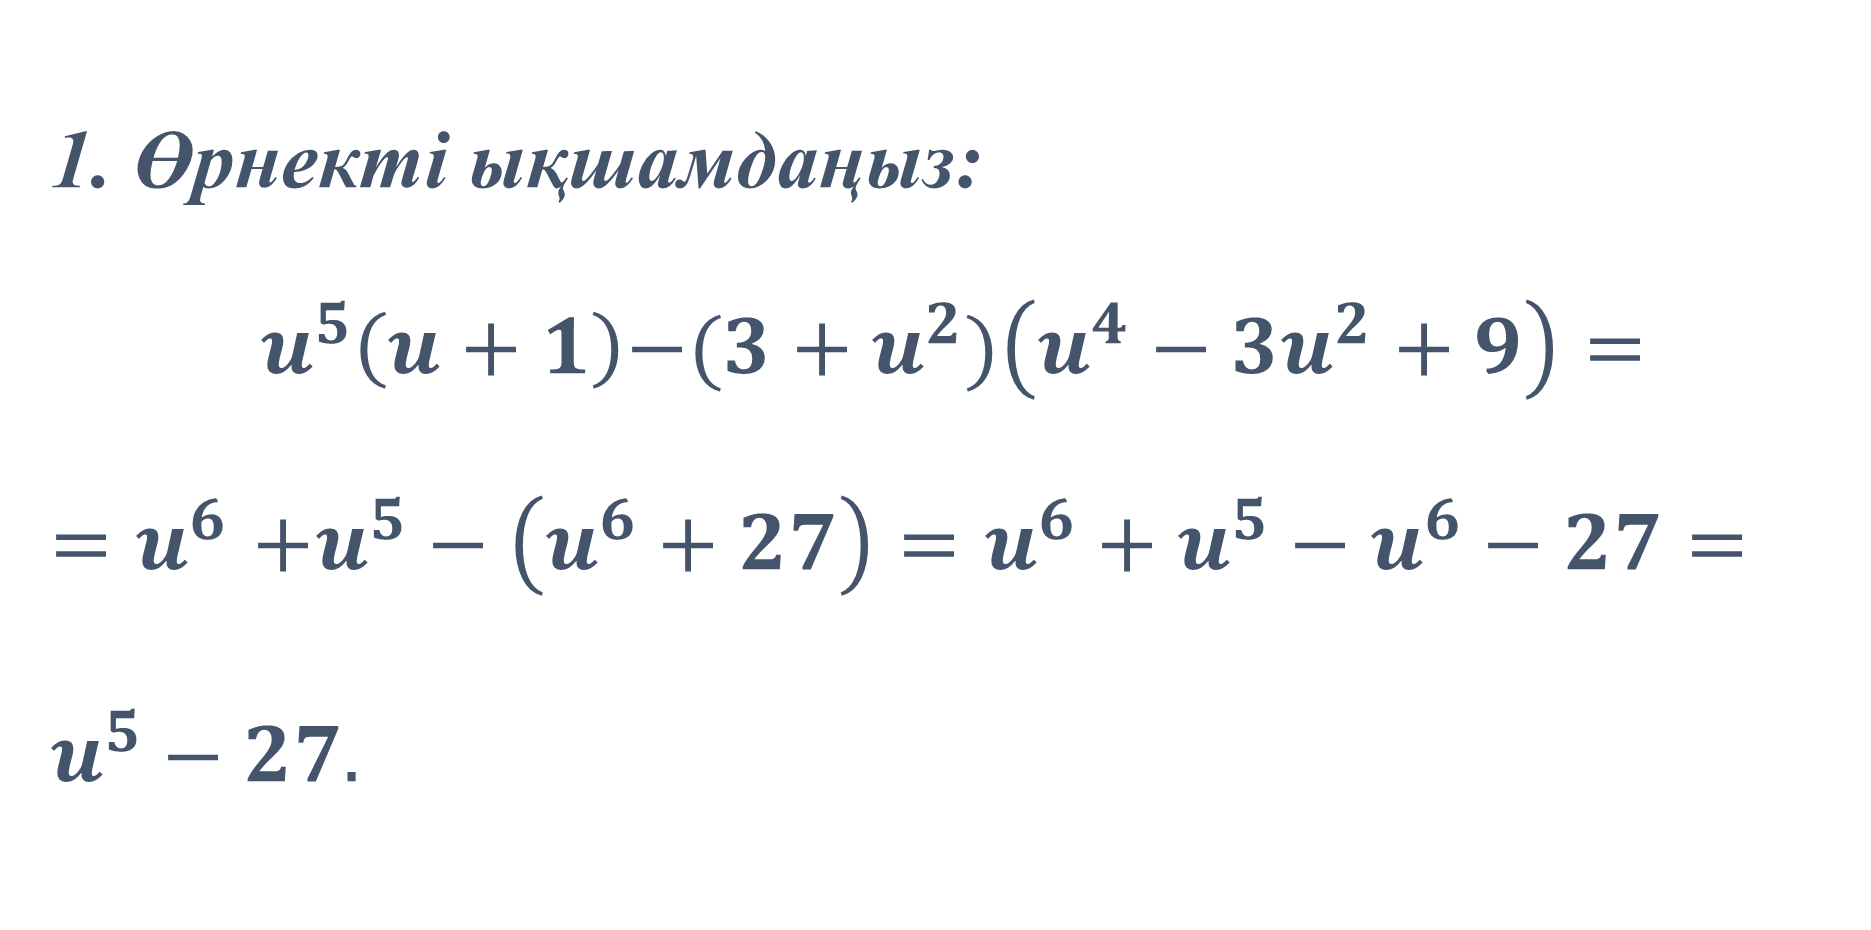 1. Өрнекті ықшамдаңыз:
u⁵(u + 1)−(3 + u²)(u⁴ − 3u² + 9) =
= u⁶ +u⁵ − (u⁶ + 27) = u⁶ + u⁵ − u⁶ − 27 =
u⁵ − 27.